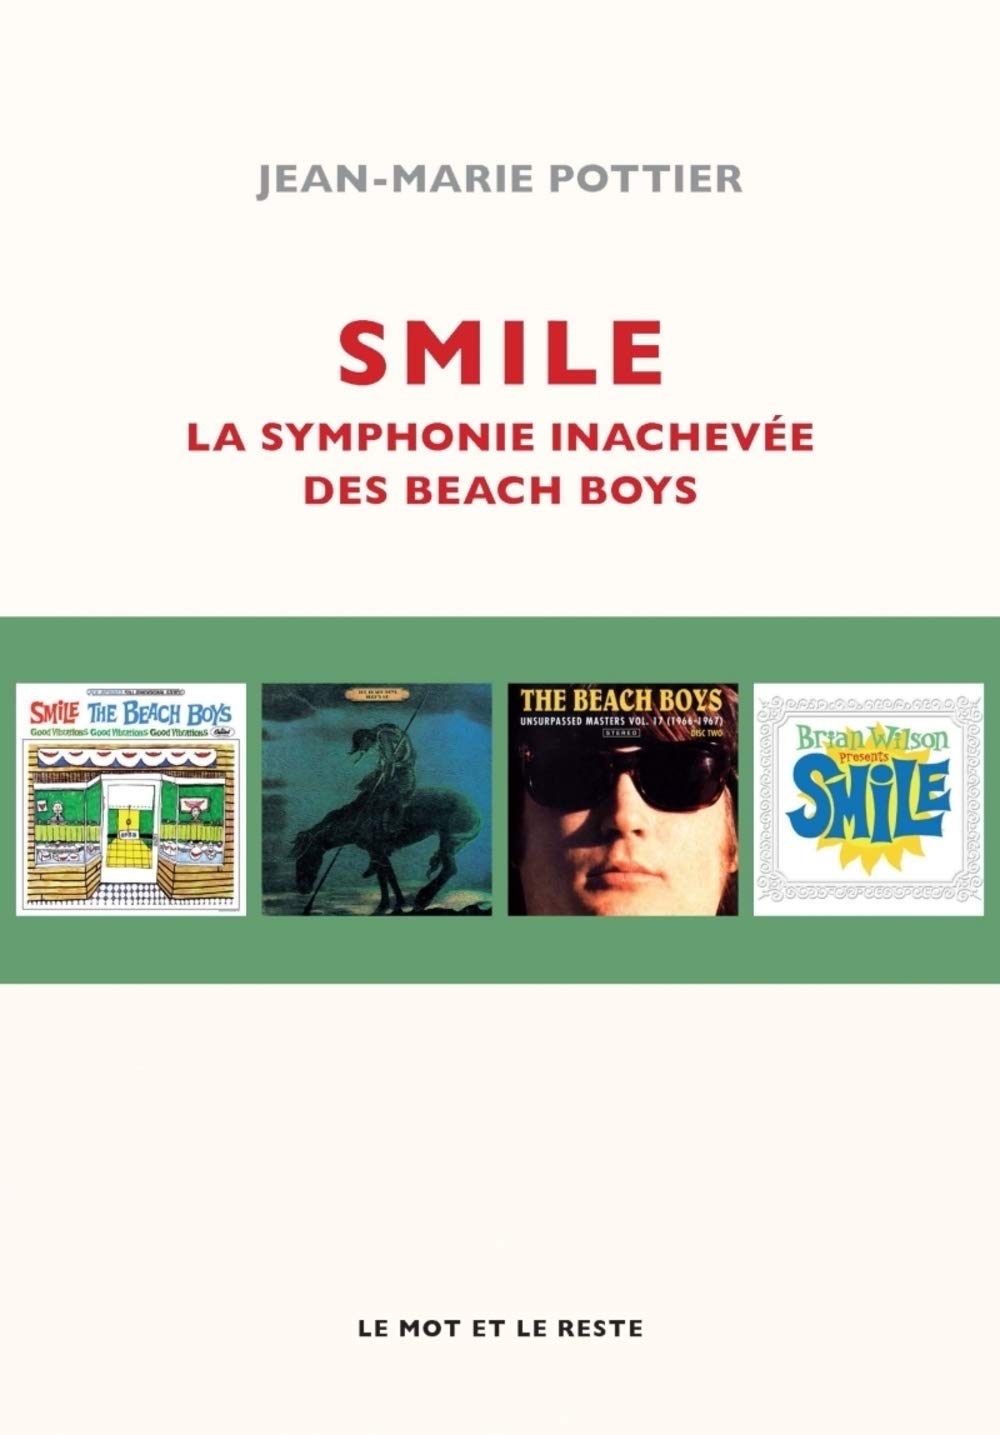 JEAN-MARIE POTTIER
SMILE
LA SYMPHONIE INACHEVÉE
DES BEACH BOYS
SMILE THE BEACH BOYS
Good Vibrations Good Vibrations Good Vibrations
OPEN
THE BEACH BOYS
UNSURPASSED MASTERS VOL. 17 (1966-1967)
STEREO
DISC TWO
Brian Wilson
Presents
SMiLE
LE MOT ET LE RESTE